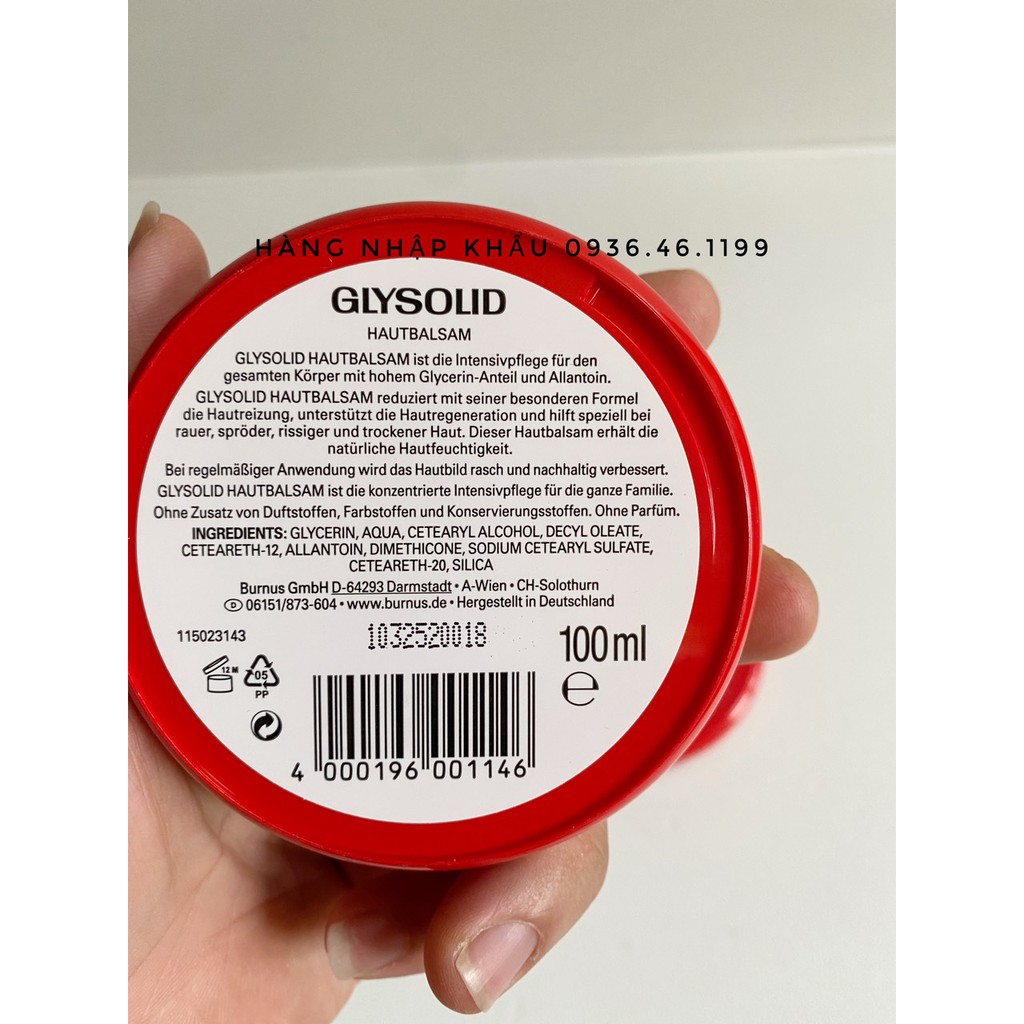 HÀNG NHẬP KHẨU 0936.46.1199
GLYSOLID
HAUTBALSAM
GLYSOLID HAUTBALSAM ist die Intensivpflege für den
gesamten Körper mit hohem Glycerin-Anteil und Allantoin.
GLYSOLID HAUTBALSAM reduziert mit seiner besonderen Formel
die Hautreizung, unterstützt die Hautregeneration und hilft speziell bei
rauer, spröder, rissiger und trockener Haut. Dieser Hautbalsam erhält die
natürliche Hautfeuchtigkeit.
Bei regelmäßiger Anwendung wird das Hautbild rasch und nachhaltig verbessert.
GLYSOLID HAUTBALSAM ist die konzentrierte Intensivpflege für die ganze Familie.
Ohne Zusatz von Duftstoffen, Farbstoffen und Konservierungsstoffen. Ohne Parfüm.
INGREDIENTS: GLYCERIN, AQUA, CETEARYL ALCOHOL, DECYL OLEATE,
CETEARETH-12, ALLANTOIN, DIMETHICONE, SODIUM CETEARYL SULFATE,
CETEARETH-20, SILICA
Burnus GmbH D-64293 Darmstadt • A-Wien • CH-Solothurn
D 06151/873-604 • www.burnus.de • Hergestellt in Deutschland
115023143
1032520018
100 ml
12 M
05
PP
e
4 000196 001146